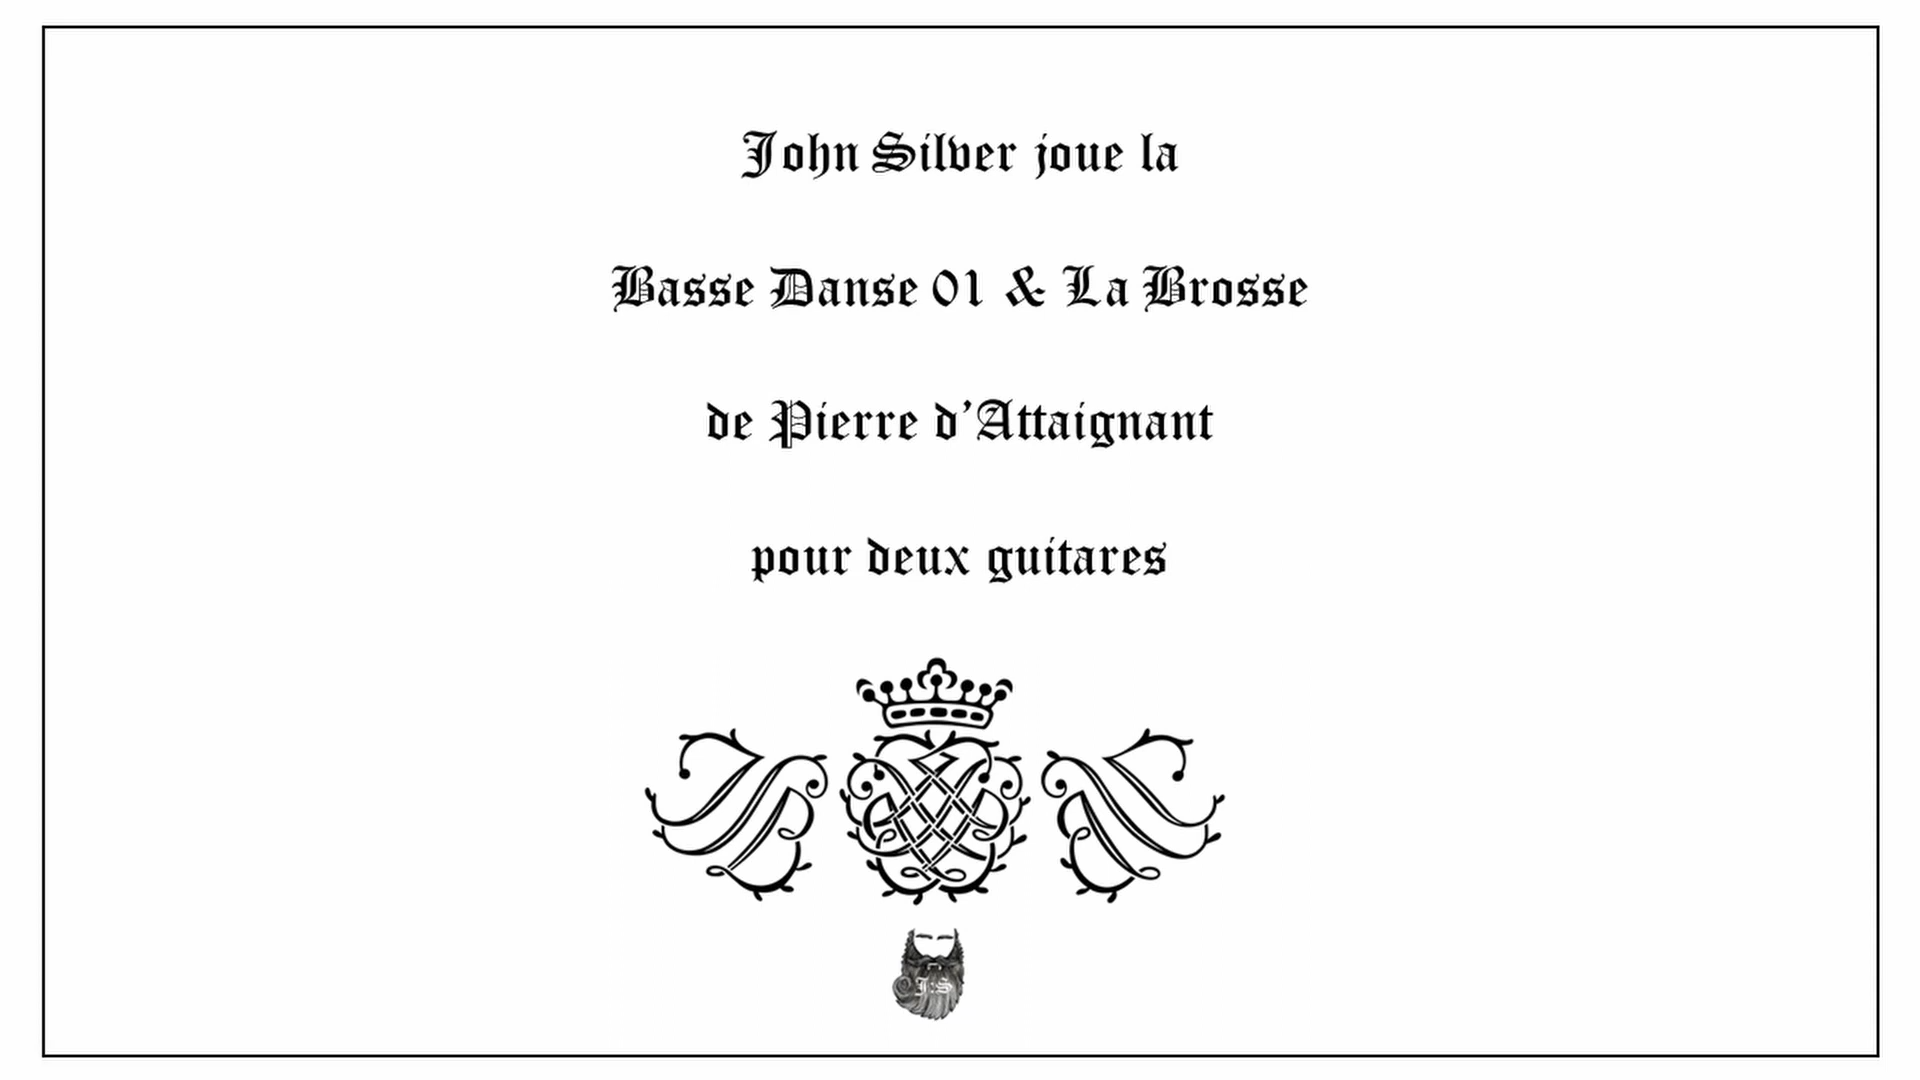 John Silver joue la
Basse Danse 01 & La Brosse
de Pierre d'Attaignant
pour deux guitares
J.S